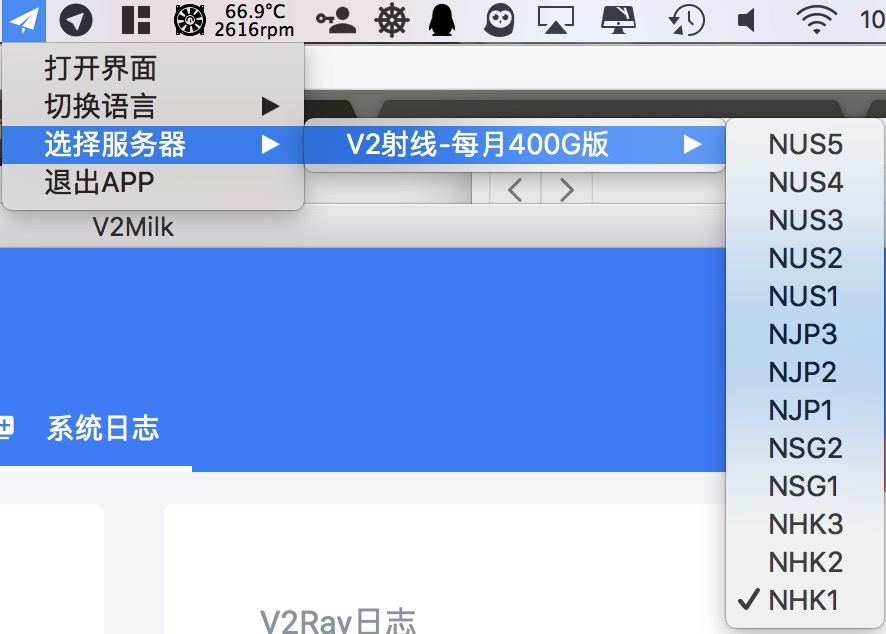 66.9°C
2616rpm
10
打开界面
切换语言
选择服务器
退出APP
V2射线-每月400G版
NUS5
NUS4
NUS3
NUS2
NUS1
NJP3
NJP2
NJP1
NSG2
NSG1
NHK3
NHK2
NHK1
V2Milk
系统日志
V2Ray日志